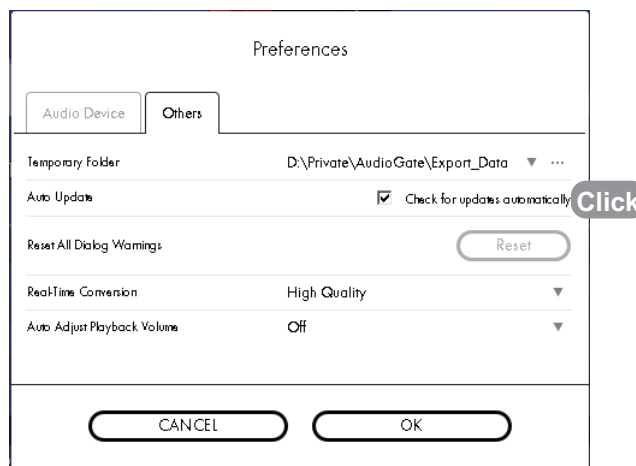 Preferences
Audio Device Others
Temporary Folder D:\Private\AudioGate\Export_Data ▼ ...
Auto Update Check for updates automatically Click
Reset All Dialog Warnings Reset
Real-Time Conversion High Quality ▼
Auto Adjust Playback Volume Off ▼
CANCEL OK